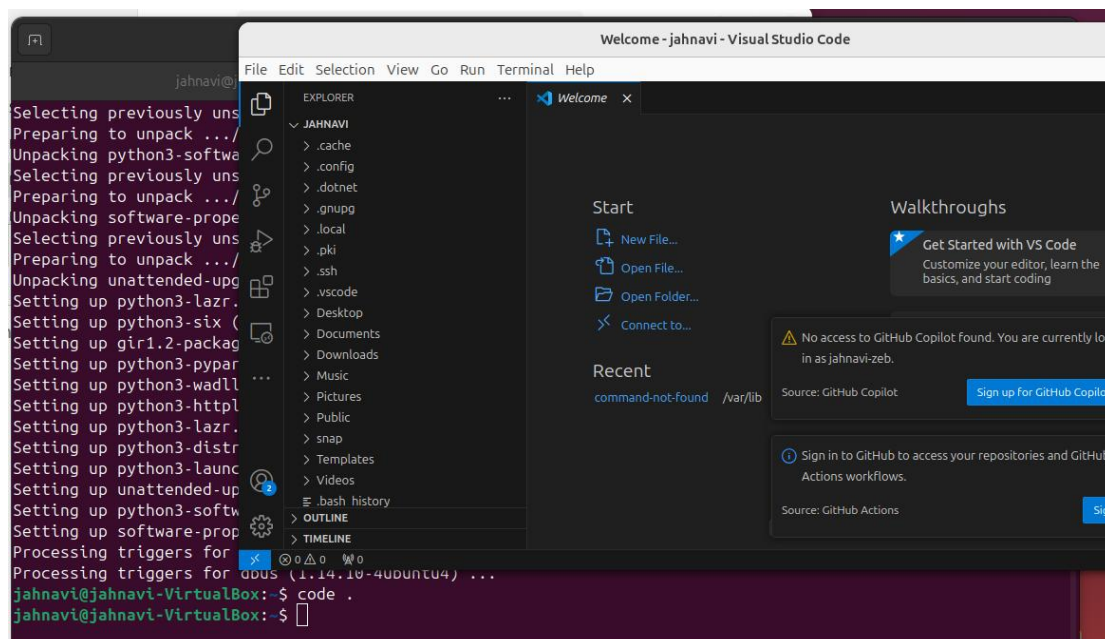 Welcome - jahnavi - Visual Studio Code
File Edit Selection View Go Run Terminal Help
EXPLORER ... Welcome ×
JAHNAVI
.cache
.config
.dotnet
.gnupg
.local
.pki
.ssh
.vscode
Desktop
Documents
Downloads
Music
Pictures
Public
snap
Templates
Videos
.bash_history
OUTLINE
TIMELINE
2
0 0 0
Start
New File...
Open File...
Open Folder...
Connect to...
Recent
command-not-found /var/lib
Walkthroughs
Get Started with VS Code
Customize your editor, learn the
basics, and start coding
No access to GitHub Copilot found. You are currently lo
in as jahnavi-zeb.
Source: GitHub Copilot Sign up for GitHub Copilo
Sign in to GitHub to access your repositories and GitHub
Actions workflows.
Source: GitHub Actions Sig
jahnavi@j
Selecting previously uns
Preparing to unpack .../
Unpacking python3-softwa
Selecting previously uns
Preparing to unpack .../
Unpacking software-prope
Selecting previously uns
Preparing to unpack .../
Unpacking unattended-upg
Setting up python3-lazr.
Setting up python3-six (
Setting up gir1.2-packag
Setting up python3-pypar
Setting up python3-wadll
Setting up python3-httpl
Setting up python3-lazr.
Setting up python3-distr
Setting up python3-launc
Setting up unattended-up
Setting up python3-softw
Setting up software-prop
Processing triggers for
Processing triggers for dbus (1.14.10-4ubuntu4) ...
jahnavi@jahnavi-VirtualBox:~$ code .
jahnavi@jahnavi-VirtualBox:~$